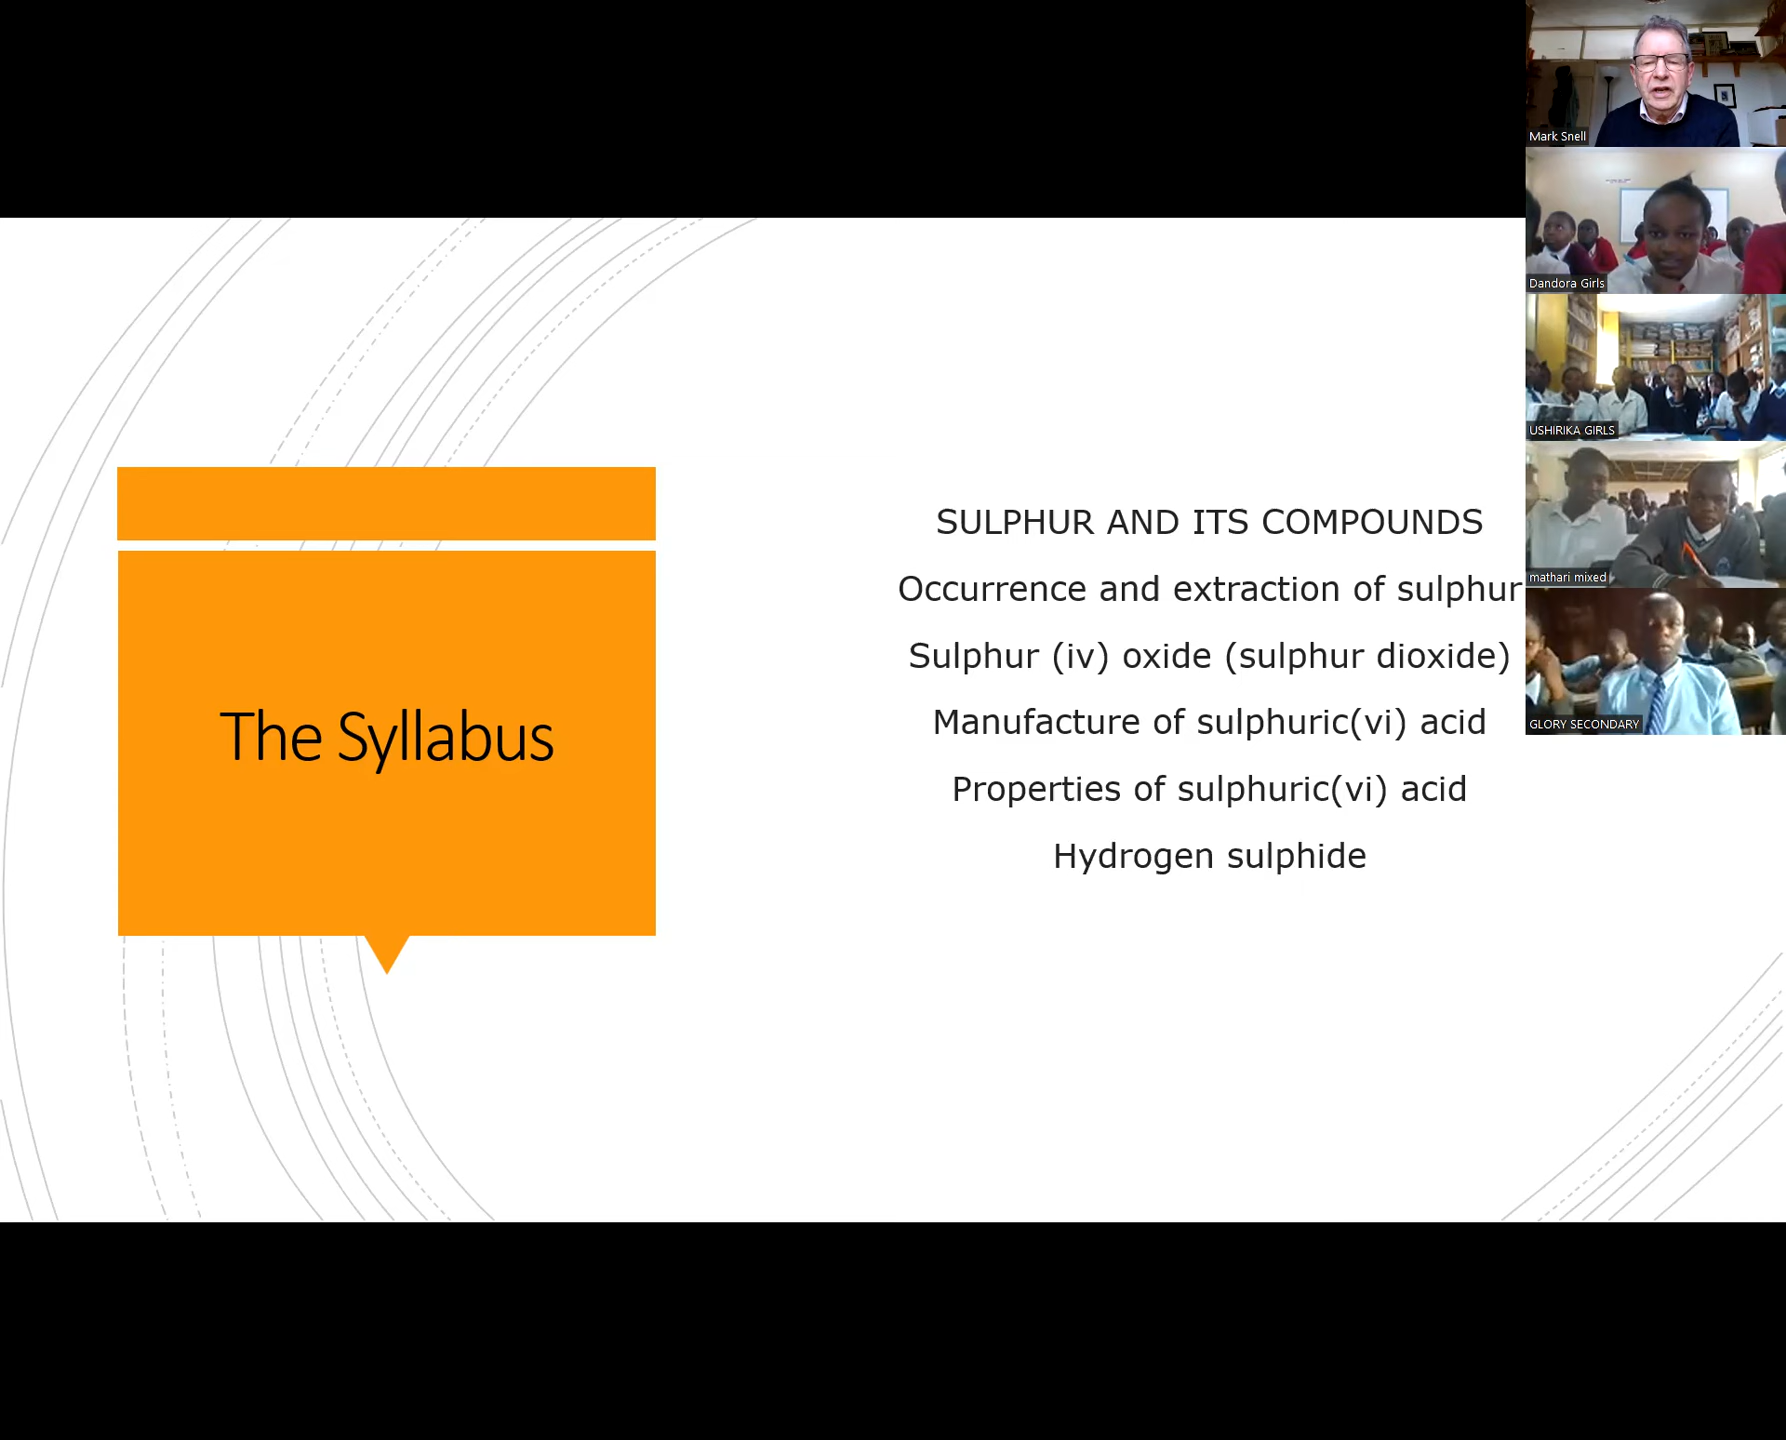 The Syllabus
SULPHUR AND ITS COMPOUNDS
Occurrence and extraction of sulphur
Sulphur (iv) oxide (sulphur dioxide)
Manufacture of sulphuric(vi) acid
Properties of sulphuric(vi) acid
Hydrogen sulphide
Mark Snell
Dandora Girls
USHIRIKA GIRLS
mathari mixed
GLORY SECONDARY